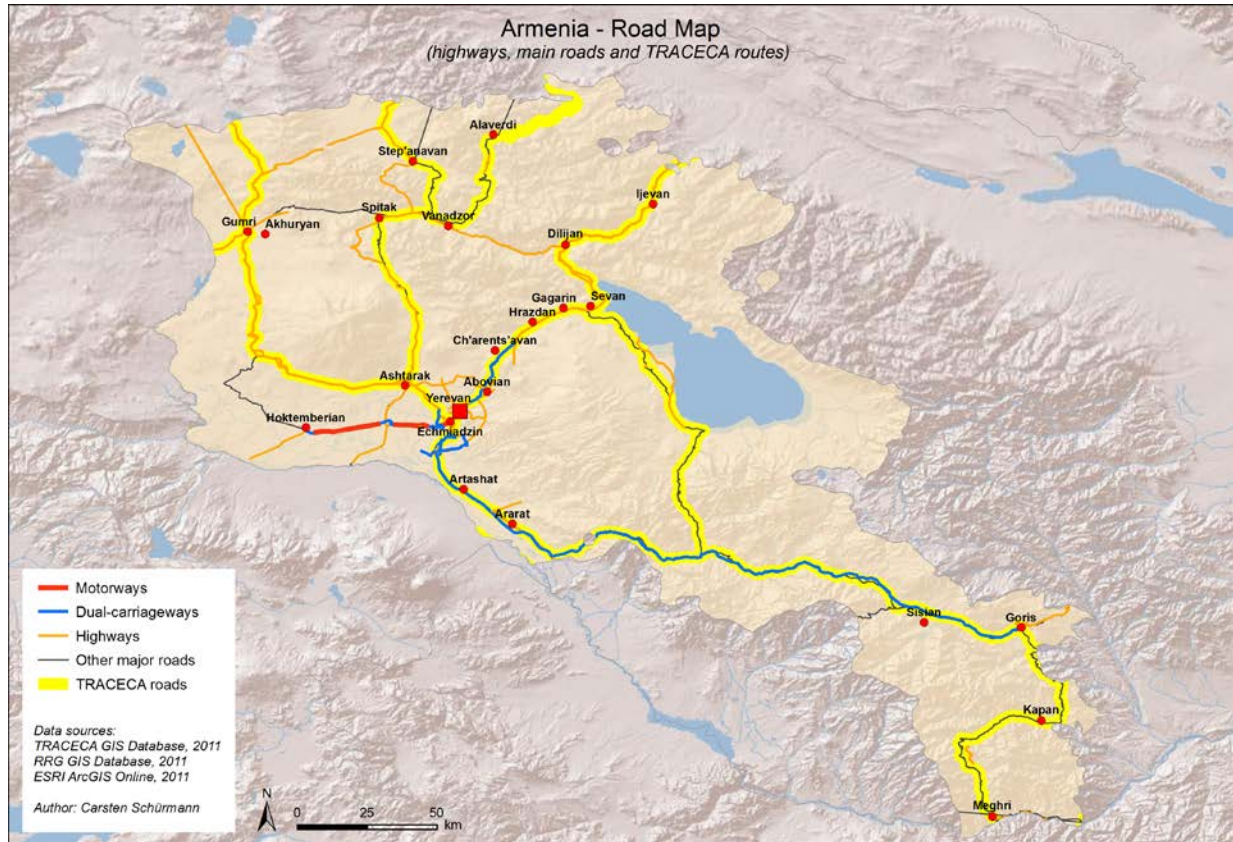 Armenia - Road Map
(highways, main roads and TRACECA routes)
Alaverdi
Step'anavan
Ijevan
Spitak
Vanadzor
Gumri
Akhuryan
Dilijan
Gagarin
Sevan
Hrazdan
Ch'arents'avan
Ashtarak
Abovian
Yerevan
Hoktemberian
Echmiadzin
Artashat
Ararat
Sisian
Goris
Kapan
Meghri
Motorways
Dual-carriageways
Highways
Other major roads
TRACECA roads
Data sources:
TRACECA GIS Database, 2011
RRG GIS Database, 2011
ESRI ArcGIS Online, 2011
Author: Carsten Schürmann
N
0 25 50
km